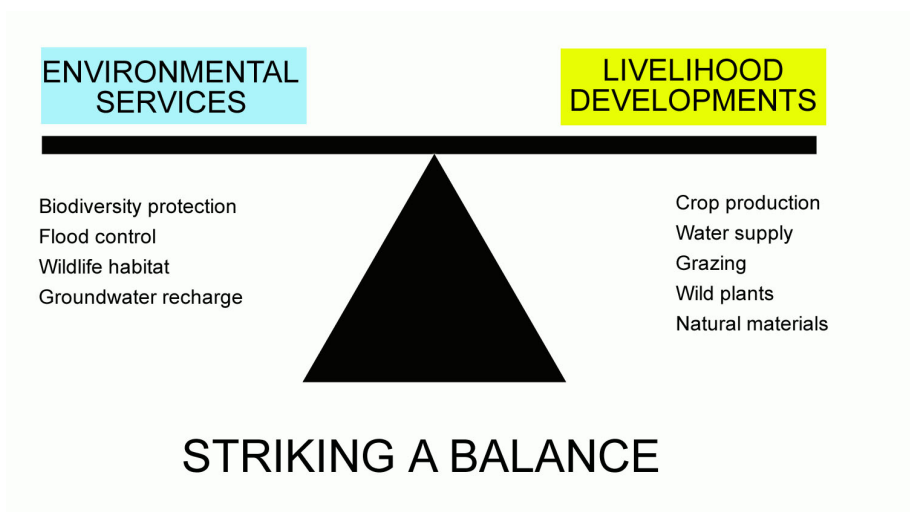 ENVIRONMENTAL
SERVICES
LIVELIHOOD
DEVELOPMENTS
Biodiversity protection
Flood control
Wildlife habitat
Groundwater recharge
Crop production
Water supply
Grazing
Wild plants
Natural materials
STRIKING A BALANCE